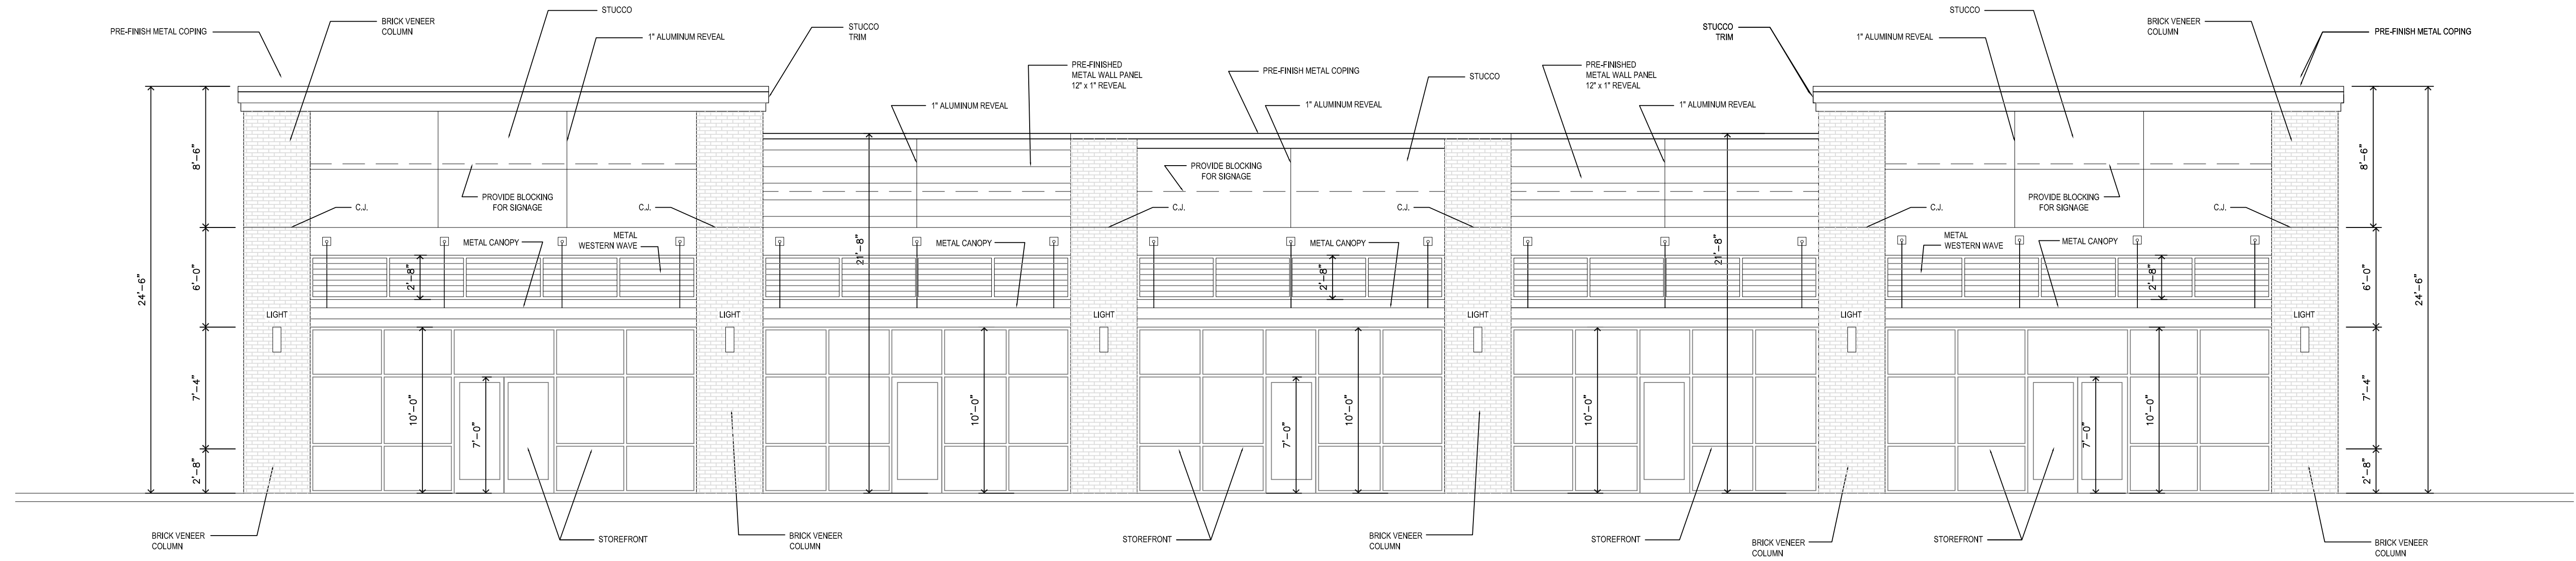 STUCCO
BRICK VENEER
COLUMN
PRE-FINISH METAL COPING
1" ALUMINUM REVEAL
STUCCO
TRIM
PRE-FINISHED
METAL WALL PANEL
12" x 1" REVEAL
1" ALUMINUM REVEAL
PRE-FINISH METAL COPING
1" ALUMINUM REVEAL
STUCCO
PRE-FINISHED
METAL WALL PANEL
12" x 1" REVEAL
1" ALUMINUM REVEAL
STUCCO
TRIM
STUCCO
1" ALUMINUM REVEAL
BRICK VENEER
COLUMN
PRE-FINISH METAL COPING
8'-6"
PROVIDE BLOCKING
FOR SIGNAGE
PROVIDE BLOCKING
FOR SIGNAGE
PROVIDE BLOCKING
FOR SIGNAGE
8'-6"
C.J.
C.J.
C.J.
C.J.
C.J.
C.J.
24'-6"
6'-0"
METAL CANOPY
METAL
WESTERN WAVE
2'-8"
21'-8"
METAL CANOPY
METAL CANOPY
2'-8"
21'-8"
METAL
WESTERN WAVE
METAL CANOPY
2'-8"
6'-0"
24'-6"
LIGHT
LIGHT
LIGHT
LIGHT
LIGHT
LIGHT
7'-4"
10'-0"
7'-0"
10'-0"
7'-0"
10'-0"
10'-0"
7'-0"
10'-0"
7'-4"
2'-8"
2'-8"
BRICK VENEER
COLUMN
STOREFRONT
BRICK VENEER
COLUMN
STOREFRONT
BRICK VENEER
COLUMN
STOREFRONT
BRICK VENEER
COLUMN
STOREFRONT
BRICK VENEER
COLUMN